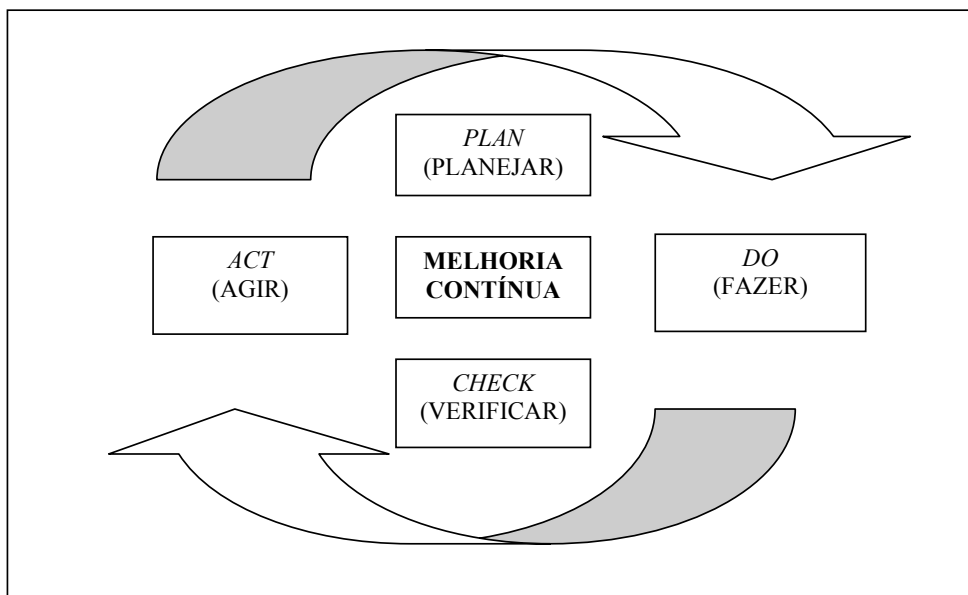 PLAN
(PLANEJAR)
ACT
(AGIR)
MELHORIA
CONTÍNUA
DO
(FAZER)
CHECK
(VERIFICAR)